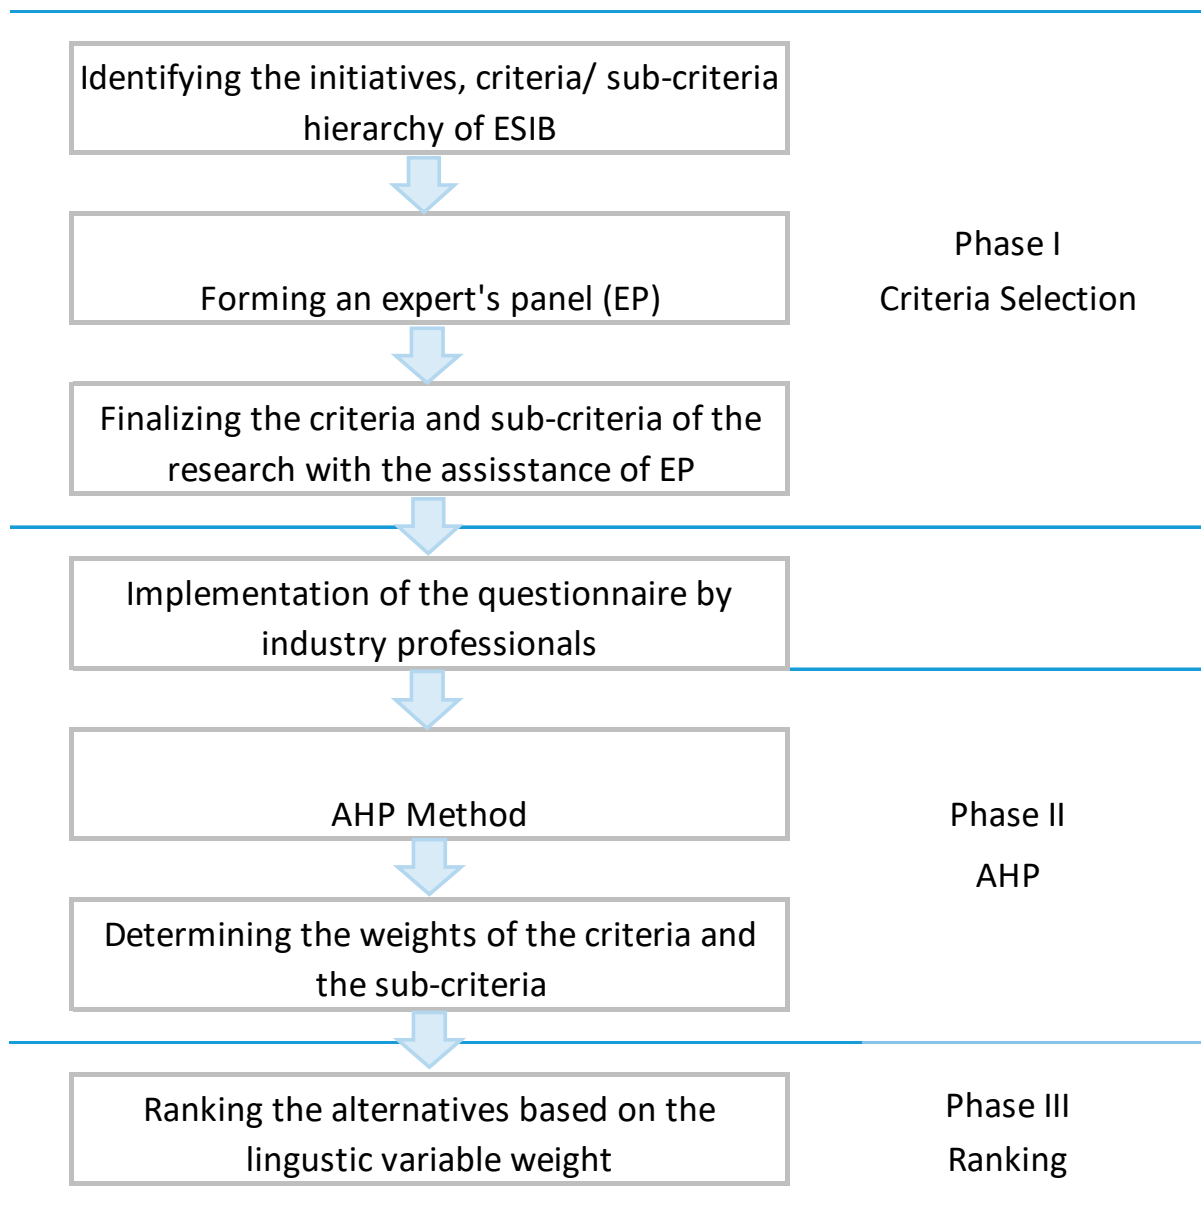 Identifying the initiatives, criteria/ sub-criteria
hierarchy of ESIB
Forming an expert's panel (EP)
Phase I
Criteria Selection
Finalizing the criteria and sub-criteria of the
research with the assisstance of EP
Implementation of the questionnaire by
industry professionals
AHP Method
Phase II
AHP
Determining the weights of the criteria and
the sub-criteria
Ranking the alternatives based on the
lingustic variable weight
Phase III
Ranking